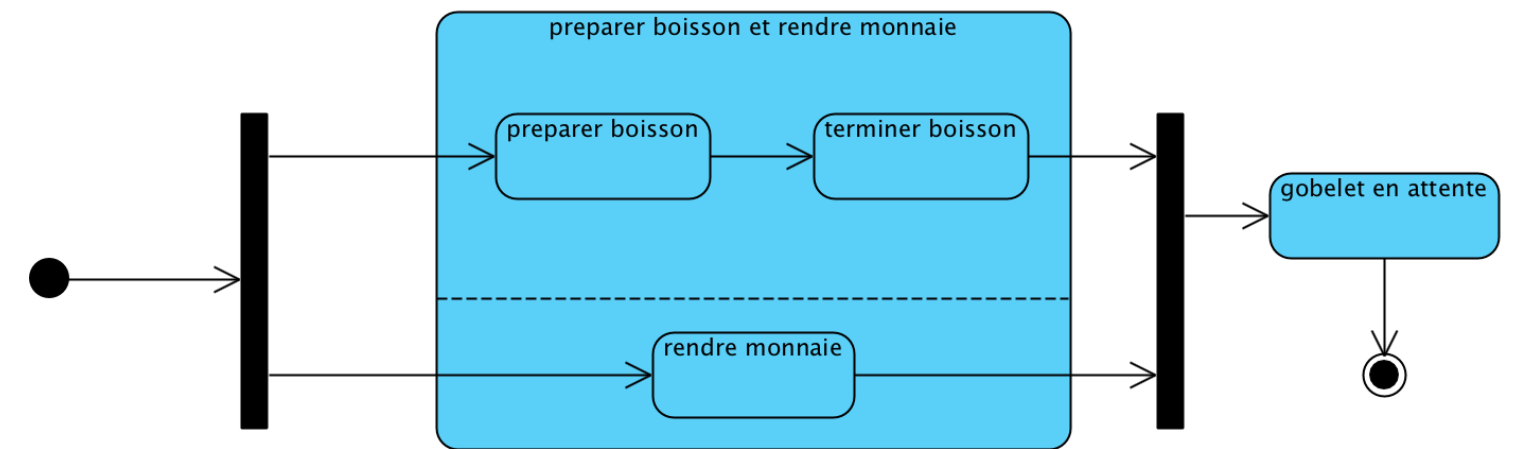 preparer boisson et rendre monnaie
preparer boisson
terminer boisson
gobelet en attente
rendre monnaie